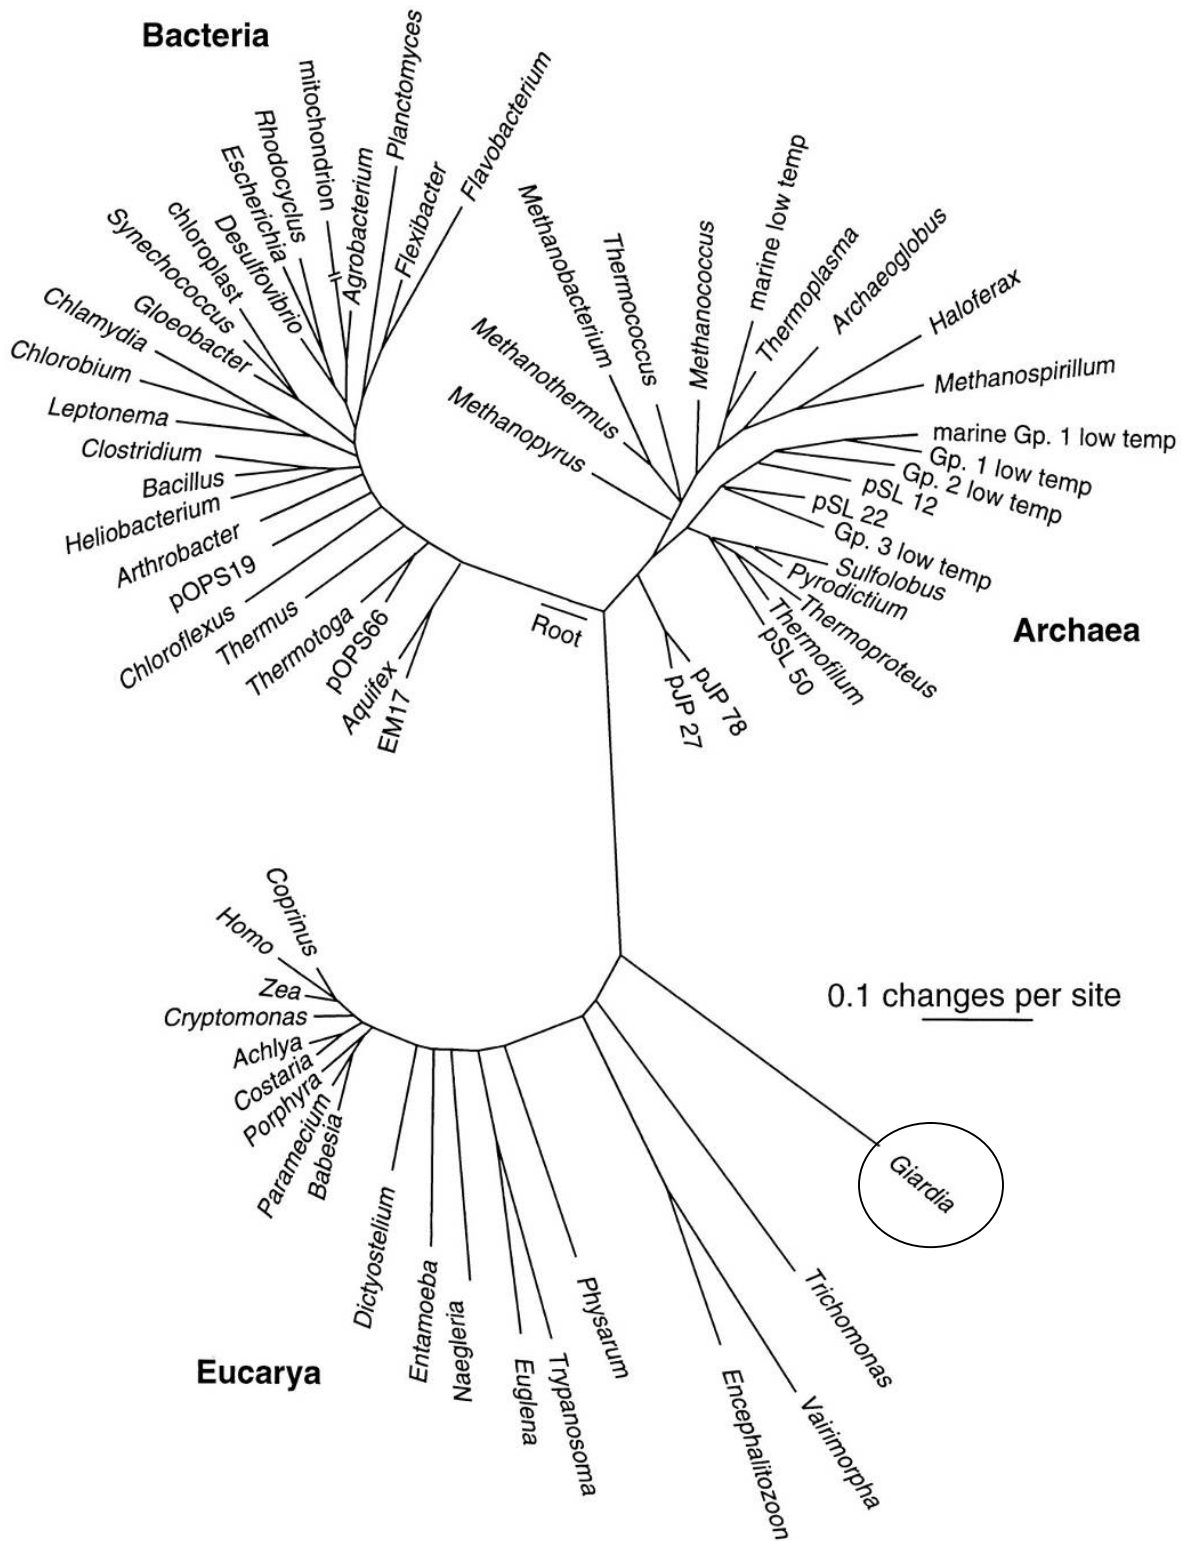 Bacteria
Planctomyces
Flavobacterium
mitochondrion
Rhodocyclus
Escherichia
Agrobacterium
Flexibacter
Desulfovibrio
chloroplast
Synechococcus
Gloeobacter
Chlamydia
Chlorobium
Leptonema
Clostridium
Bacillus
Heliobacterium
Arthrobacter
pOPS19
Chloroflexus
Thermus
Thermotoga
pOPS66
Aquifex
EM17
Root
Methanopyrus
Methanothermus
Methanobacterium
Thermococcus
Methanococcus
marine low temp
Thermoplasma
Archaeoglobus
Haloferax
Methanospirillum
marine Gp. 1 low temp
Gp. 1 low temp
Gp. 2 low temp
pSL 12
pSL 22
Gp. 3 low temp
Sulfolobus
Pyrodictium
Thermoproteus
Thermofilum
pSL 50
pJP 78
pJP 27
Archaea
Coprinus
Homo
Zea
Cryptomonas
Achlya
Costaria
Porphyra
Paramecium
Babesia
Dictyostelium
Entamoeba
Naegleria
Euglena
Trypanosoma
Physarum
Encephalitozoon
Vairimorpha
Trichomonas
Giardia
0.1 changes per site
Eucarya